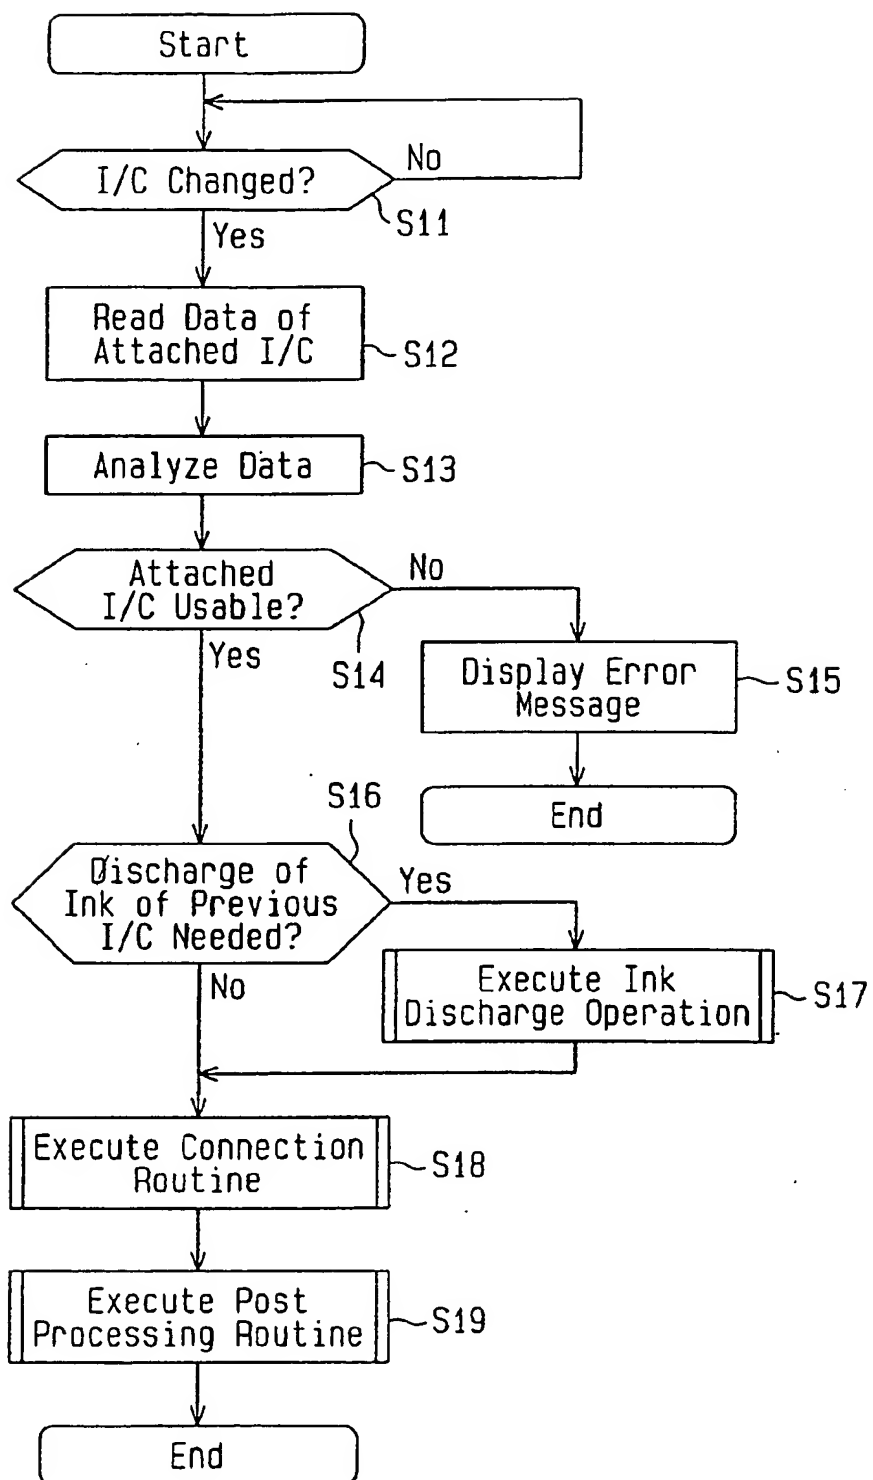 Start
I/C Changed?
No
S11
Yes
Read Data of
Attached I/C
S12
Analyze Data
S13
Attached
I/C Usable?
No
S14
Yes
Display Error
Message
S15
End
S16
Discharge of
Ink of Previous
I/C Needed?
Yes
No
Execute Ink
Discharge Operation
S17
Execute Connection
Routine
S18
Execute Post
Processing Routine
S19
End